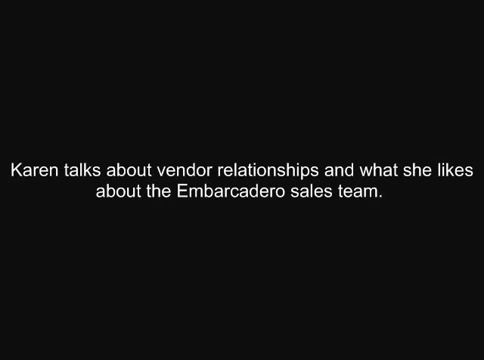 Karen talks about vendor relationships and what she likes
about the Embarcadero sales team.